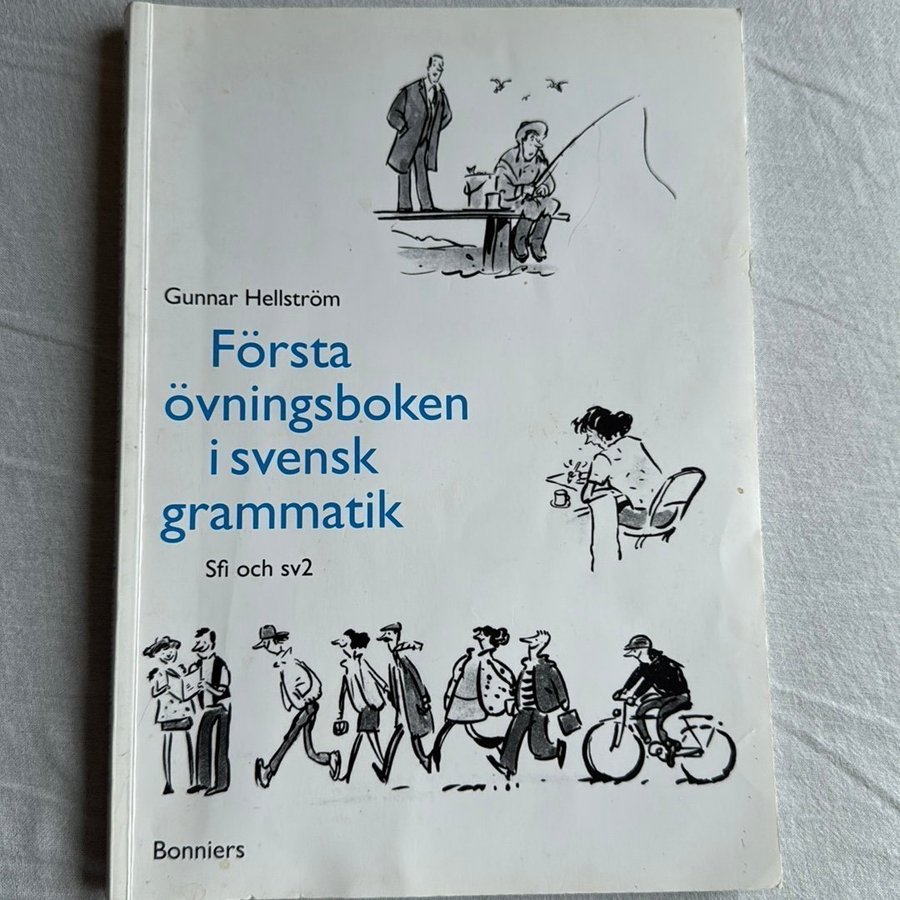 Gunnar Hellström
Första
övningsboken
i svensk
grammatik
Sfi och sv2
Bonniers